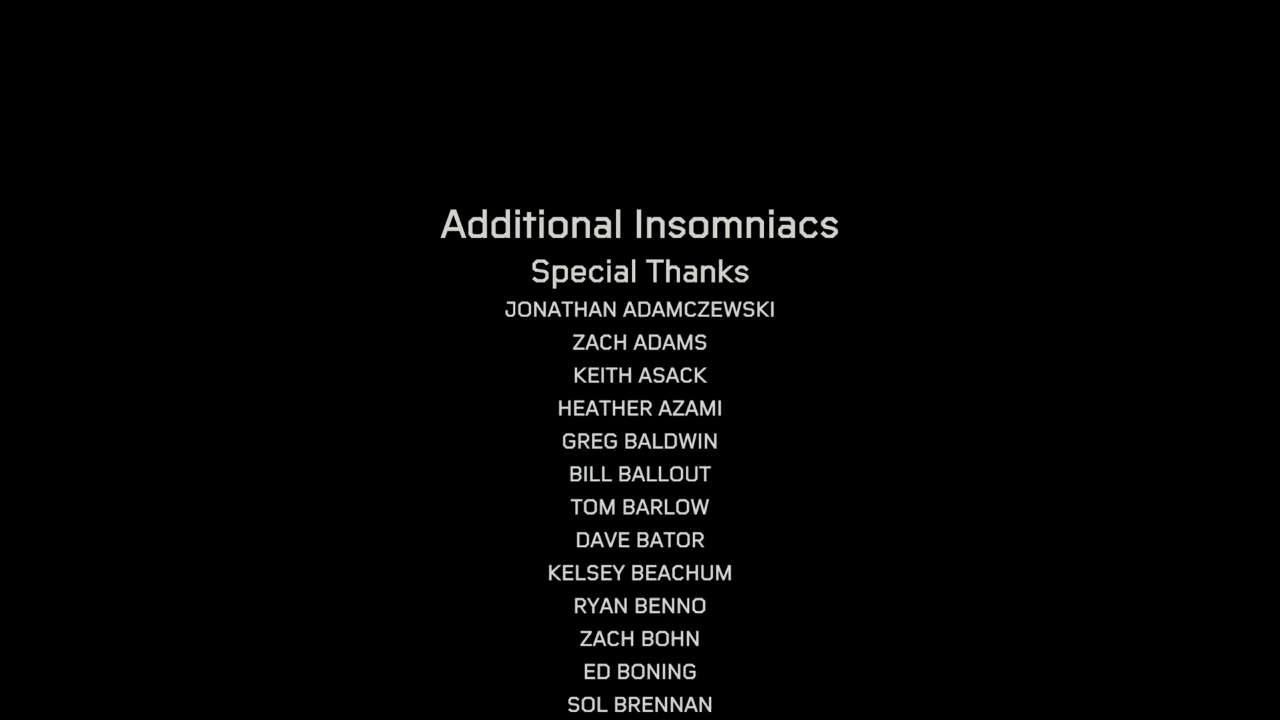 Additional Insomniacs
Special Thanks
JONATHAN ADAMCZEWSKI
ZACH ADAMS
KEITH ASACK
HEATHER AZAMI
GREG BALDWIN
BILL BALLOUT
TOM BARLOW
DAVE BATOR
KELSEY BEACHUM
RYAN BENNO
ZACH BOHN
ED BONING
SOL BRENNAN